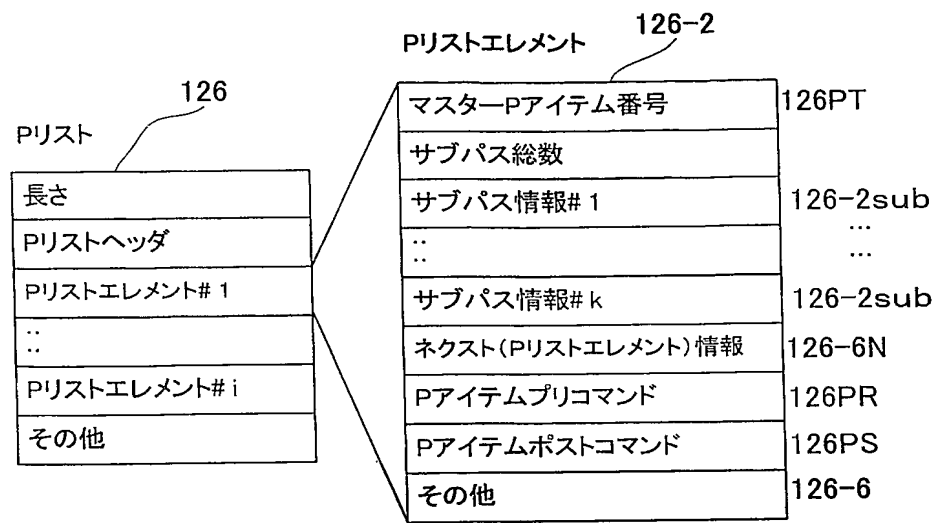 126
Pリスト
長さ
Pリストヘッダ
Pリストエレメント#1
:
:
Pリストエレメント#i
その他
Pリストエレメント
126-2
マスターPアイテム番号 126PT
サブパス総数
サブパス情報#1 126-2sub
: …
: …
サブパス情報#k 126-2sub
ネクスト(Pリストエレメント)情報 126-6N
Pアイテムプリコマンド 126PR
Pアイテムポストコマンド 126PS
その他 126-6